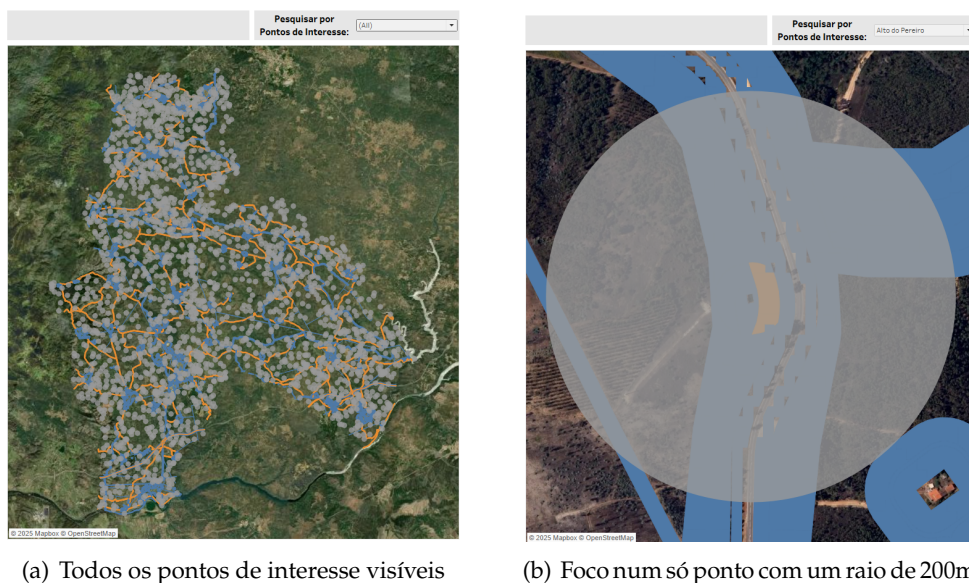 Pesquisar por
Pontos de Interesse:
(All)
© 2025 Mapbox © OpenStreetMap
(a) Todos os pontos de interesse visíveis
Pesquisar por
Pontos de Interesse:
Alto do Pereiro
© 2025 Mapbox © OpenStreetMap
(b) Foco num só ponto com um raio de 200m